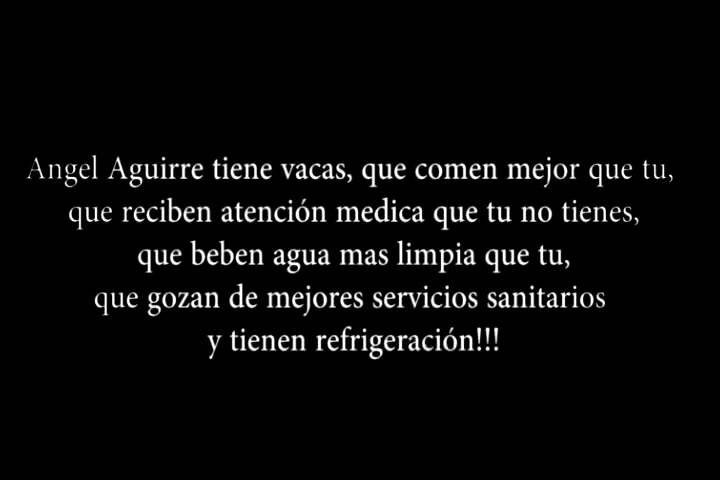 Angel Aguirre tiene vacas, que comen mejor que tu,
que reciben atención medica que tu no tienes,
que beben agua mas limpia que tu,
que gozan de mejores servicios sanitarios
y tienen refrigeración!!!